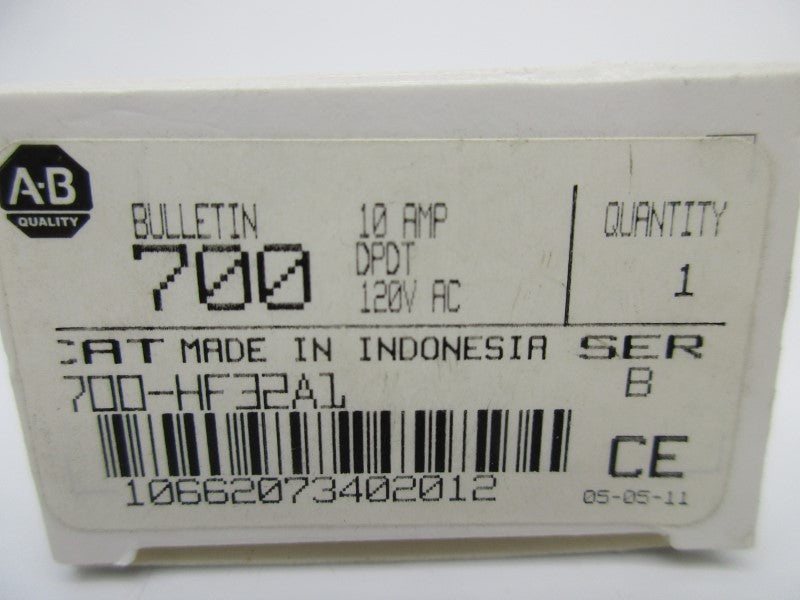 A-B
QUALITY
BULLETIN 10 AMP QUANTITY
700 DPDT
120V AC 1
CAT MADE IN INDONESIA SER
700-HF32A1 B
CE
10662073402012
05-05-11